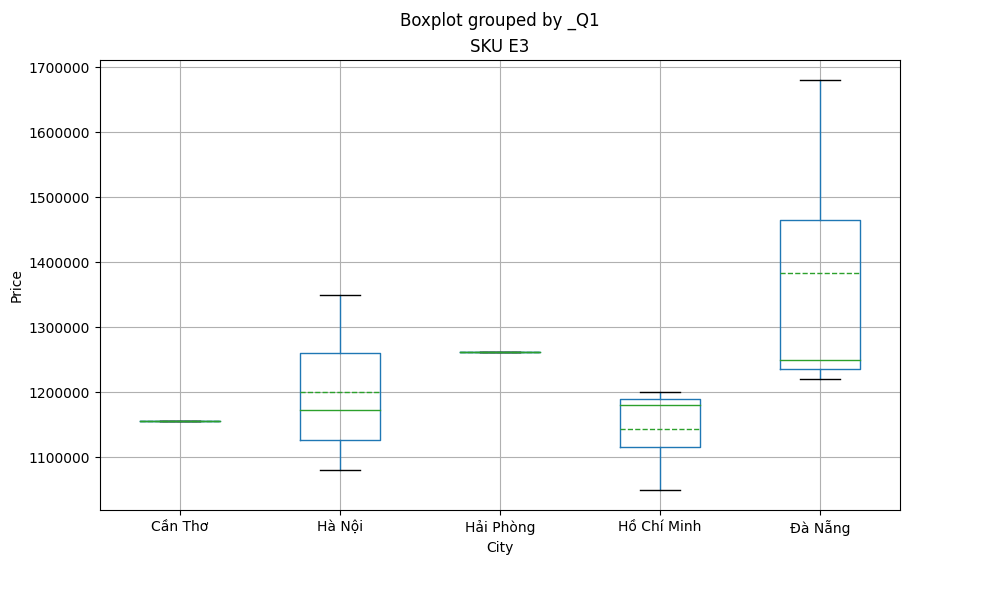 Boxplot grouped by _Q1
SKU E3
1700000
1600000
1500000
1400000
1300000
1200000
1100000
Price
Cần Thơ
Hà Nội
Hải Phòng
Hồ Chí Minh
Đà Nẵng
City